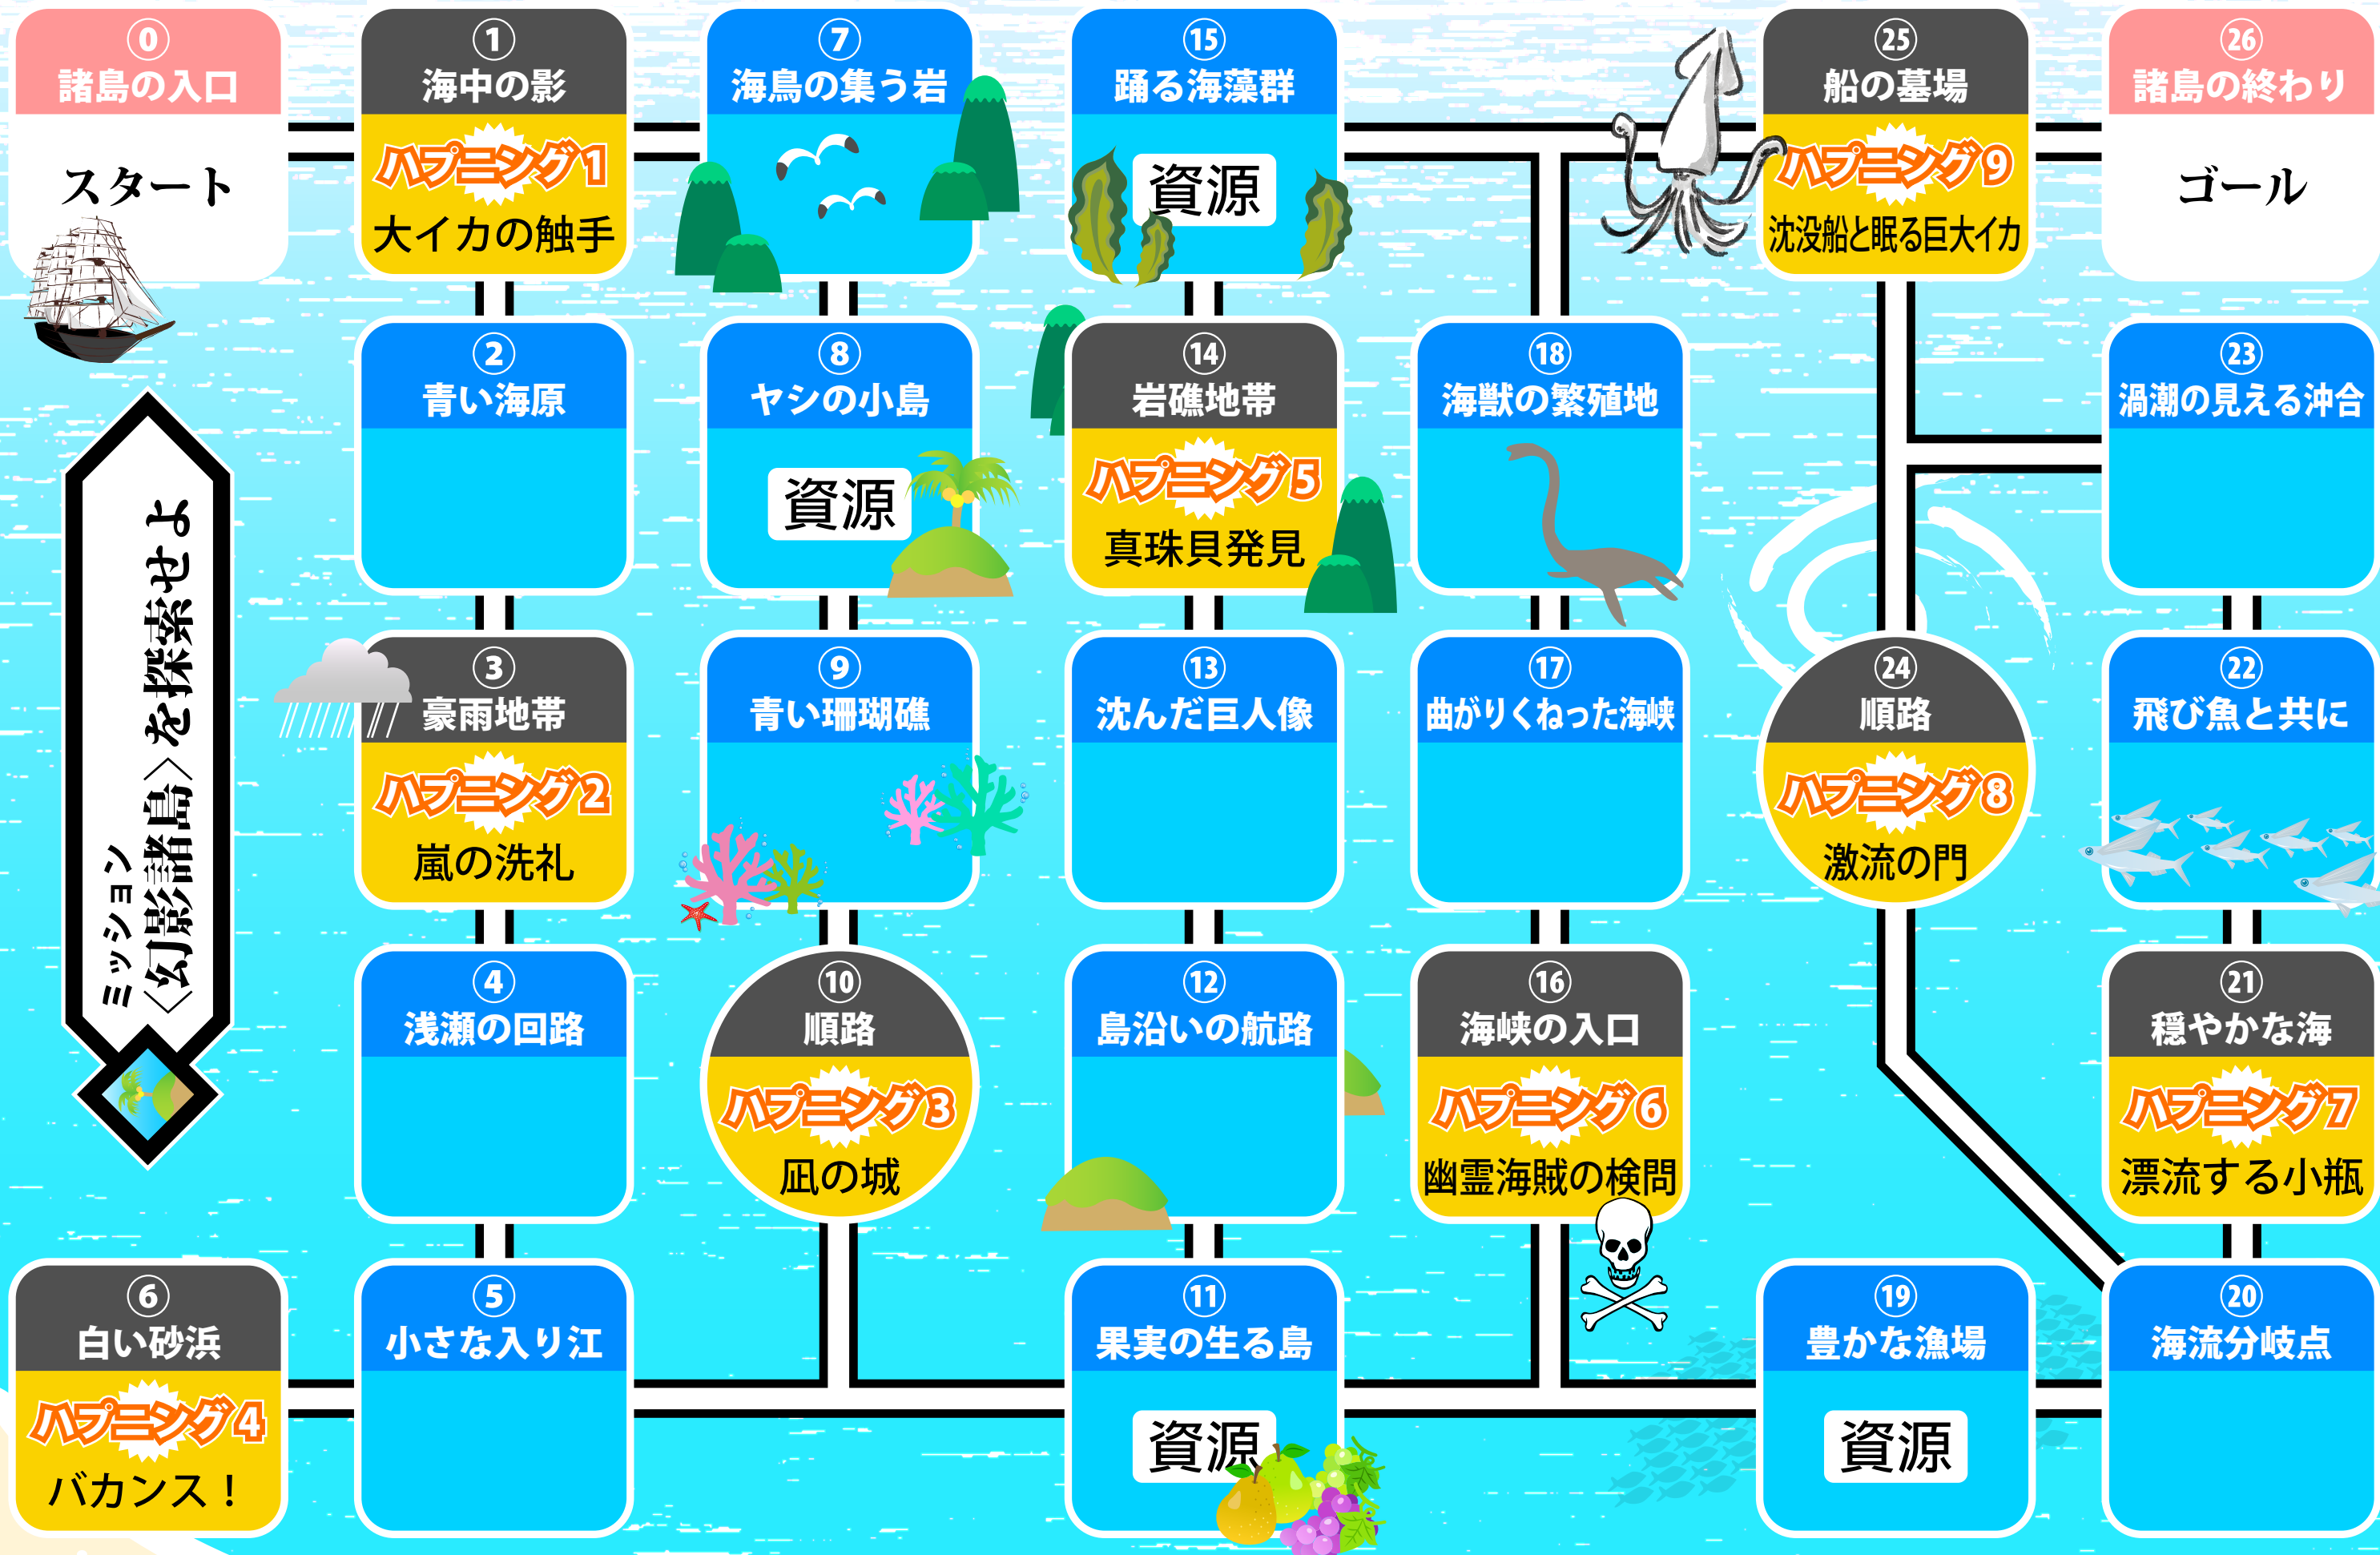 ⓪
諸島の入口
スタート
①
海中の影
ハプニング1
大イカの触手
⑦
海鳥の集う岩
⑮
踊る海藻群
資源
㉕
船の墓場
ハプニング9
沈没船と眠る巨大イカ
㉖
諸島の終わり
ゴール
②
青い海原
⑧
ヤシの小島
資源
⑭
岩礁地帯
ハプニング5
真珠貝発見
⑱
海獣の繁殖地
㉓
渦潮の見える沖合
ミッション
〈幻影諸島〉を探索せよ
③
豪雨地帯
ハプニング2
嵐の洗礼
⑨
青い珊瑚礁
⑬
沈んだ巨人像
⑰
曲がりくねった海峡
㉔
順路
ハプニング8
激流の門
㉒
飛び魚と共に
④
浅瀬の回路
⑩
順路
ハプニング3
凪の城
⑫
島沿いの航路
⑯
海峡の入口
ハプニング6
幽霊海賊の検問
㉑
穏やかな海
ハプニング7
漂流する小瓶
⑥
白い砂浜
ハプニング4
バカンス！
⑤
小さな入り江
⑪
果実の生る島
資源
⑲
豊かな漁場
資源
⑳
海流分岐点